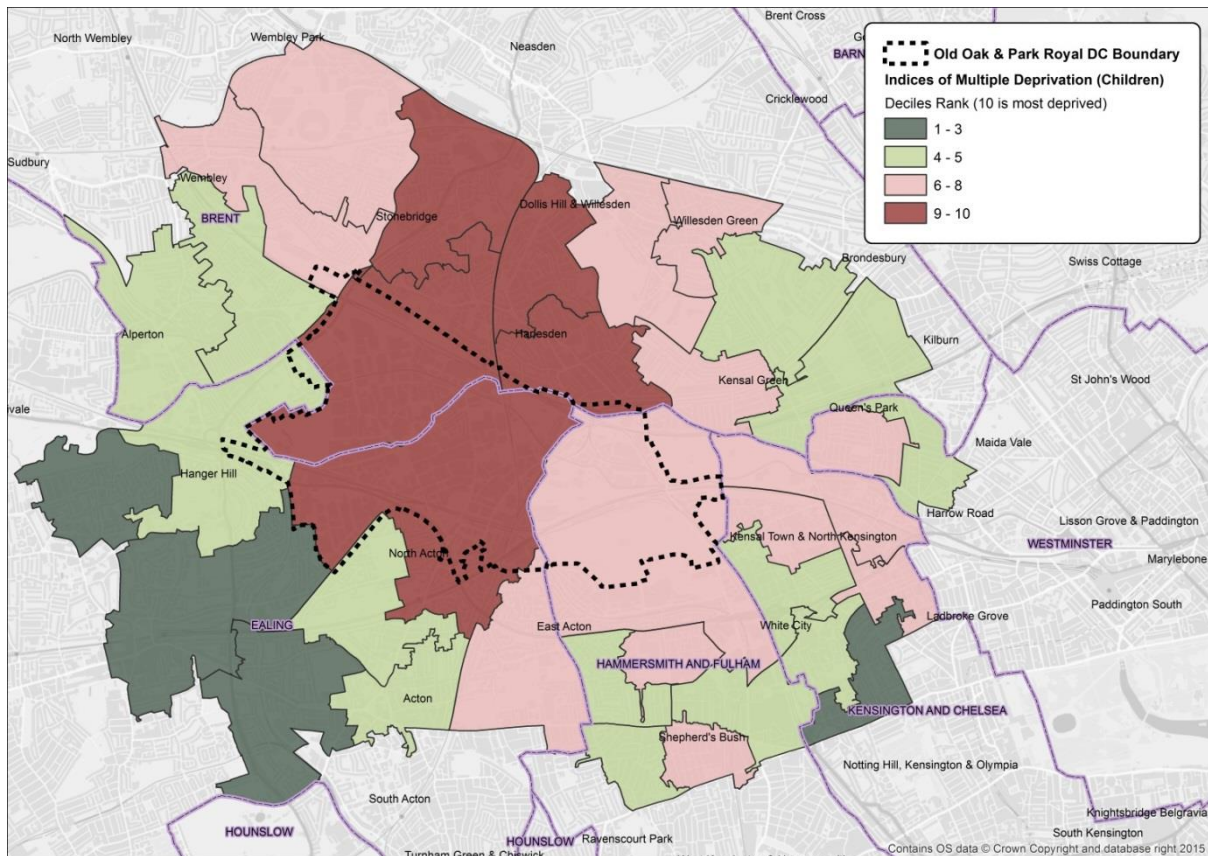 Brent Cross
North Wembley
Wembley Park
Neasden
BARN
Cricklewood
Old Oak & Park Royal DC Boundary
Indices of Multiple Deprivation (Children)
Deciles Rank (10 is most deprived)
1 - 3
4 - 5
6 - 8
9 - 10
Sudbury
Wembley
BRENT
Stonebridge
Dollis Hill & Willesden
Willesden Green
Brondesbury
Swiss Cottage
Alperton
Harlesden
Kilburn
St John's Wood
Kensal Green
Queen's Park
Maida Vale
Hanger Hill
Harrow Road
Lisson Grove & Paddington
WESTMINSTER
Marylebone
Kensal Town & North Kensington
North Acton
Paddington South
EALING
East Acton
White City
Ladbroke Grove
HAMMERSMITH AND FULHAM
Acton
KENSINGTON AND CHELSEA
Shepherd's Bush
Notting Hill, Kensington & Olympia
South Acton
Knightsbridge Belgravia
HOUNSLOW
HOUNSLOW
Ravenscourt Park
South Kensington
Turnham Green & Chiswick
Contains OS data © Crown Copyright and database right 2015